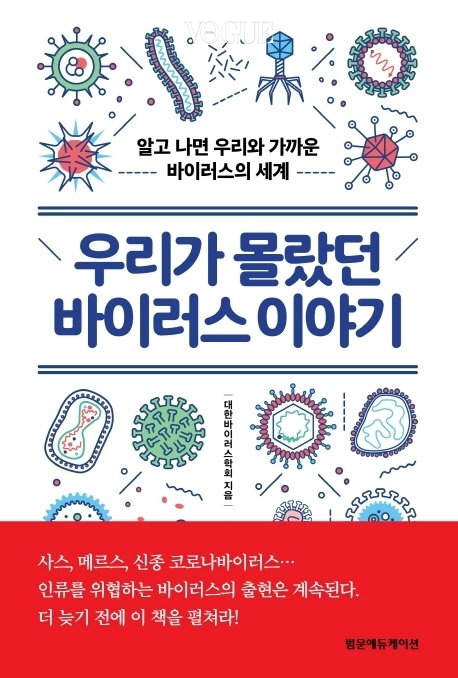 VOGUE
알고 나면 우리와 가까운
바이러스의 세계
우리가 몰랐던
바이러스 이야기
대한바이러스학회 지음
사스, 메르스, 신종 코로나바이러스…
인류를 위협하는 바이러스의 출현은 계속된다.
더 늦기 전에 이 책을 펼쳐라!
범문에듀케이션